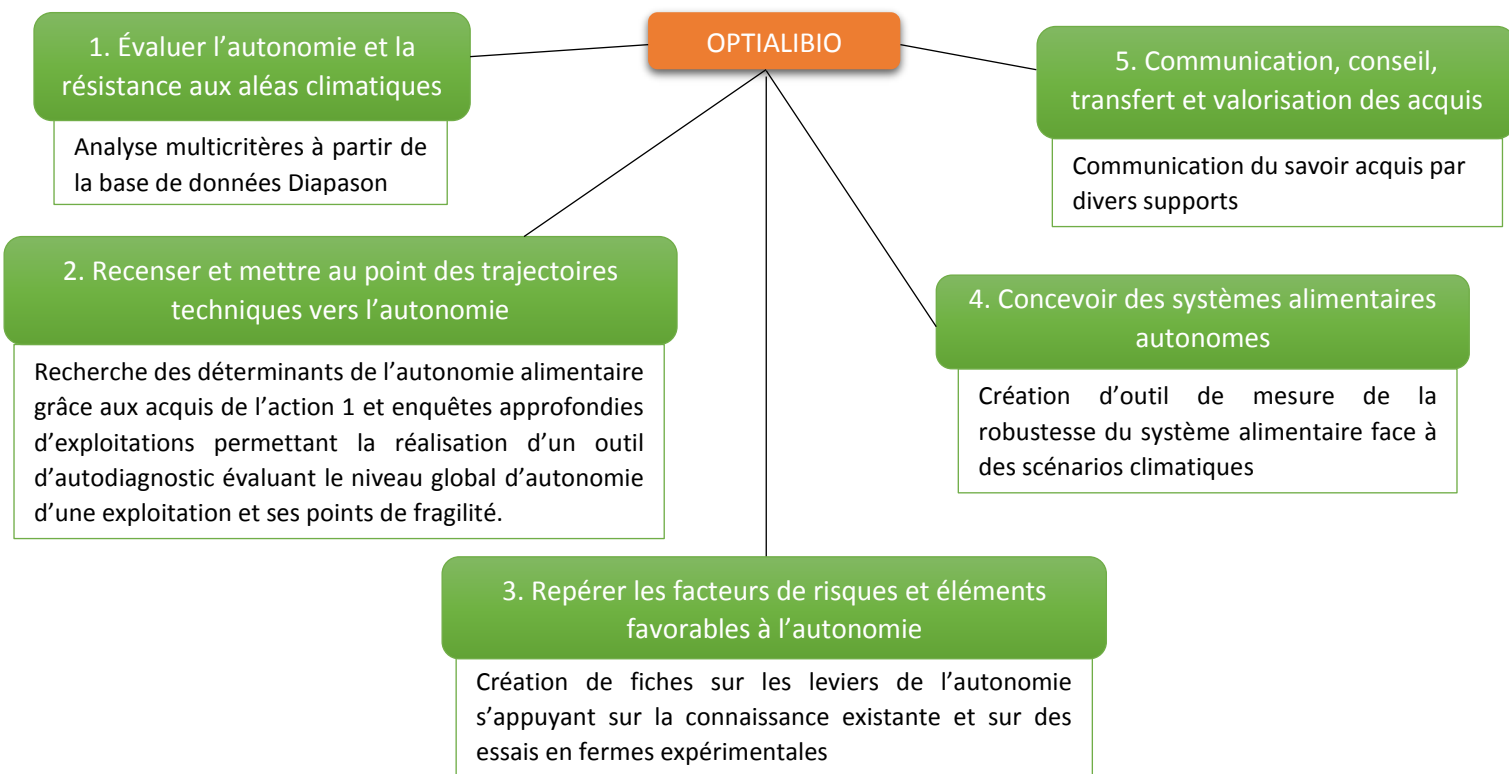 OPTIALIBIO
1. Évaluer l’autonomie et la
résistance aux aléas climatiques
Analyse multicritères à partir de
la base de données Diapason
2. Recenser et mettre au point des trajectoires
techniques vers l’autonomie
Recherche des déterminants de l’autonomie alimentaire
grâce aux acquis de l’action 1 et enquêtes approfondies
d’exploitations permettant la réalisation d’un outil
d’autodiagnostic évaluant le niveau global d’autonomie
d’une exploitation et ses points de fragilité.
3. Repérer les facteurs de risques et éléments
favorables à l’autonomie
Création de fiches sur les leviers de l’autonomie
s’appuyant sur la connaissance existante et sur des
essais en fermes expérimentales
4. Concevoir des systèmes alimentaires
autonomes
Création d’outil de mesure de la
robustesse du système alimentaire face à
des scénarios climatiques
5. Communication, conseil,
transfert et valorisation des acquis
Communication du savoir acquis par
divers supports